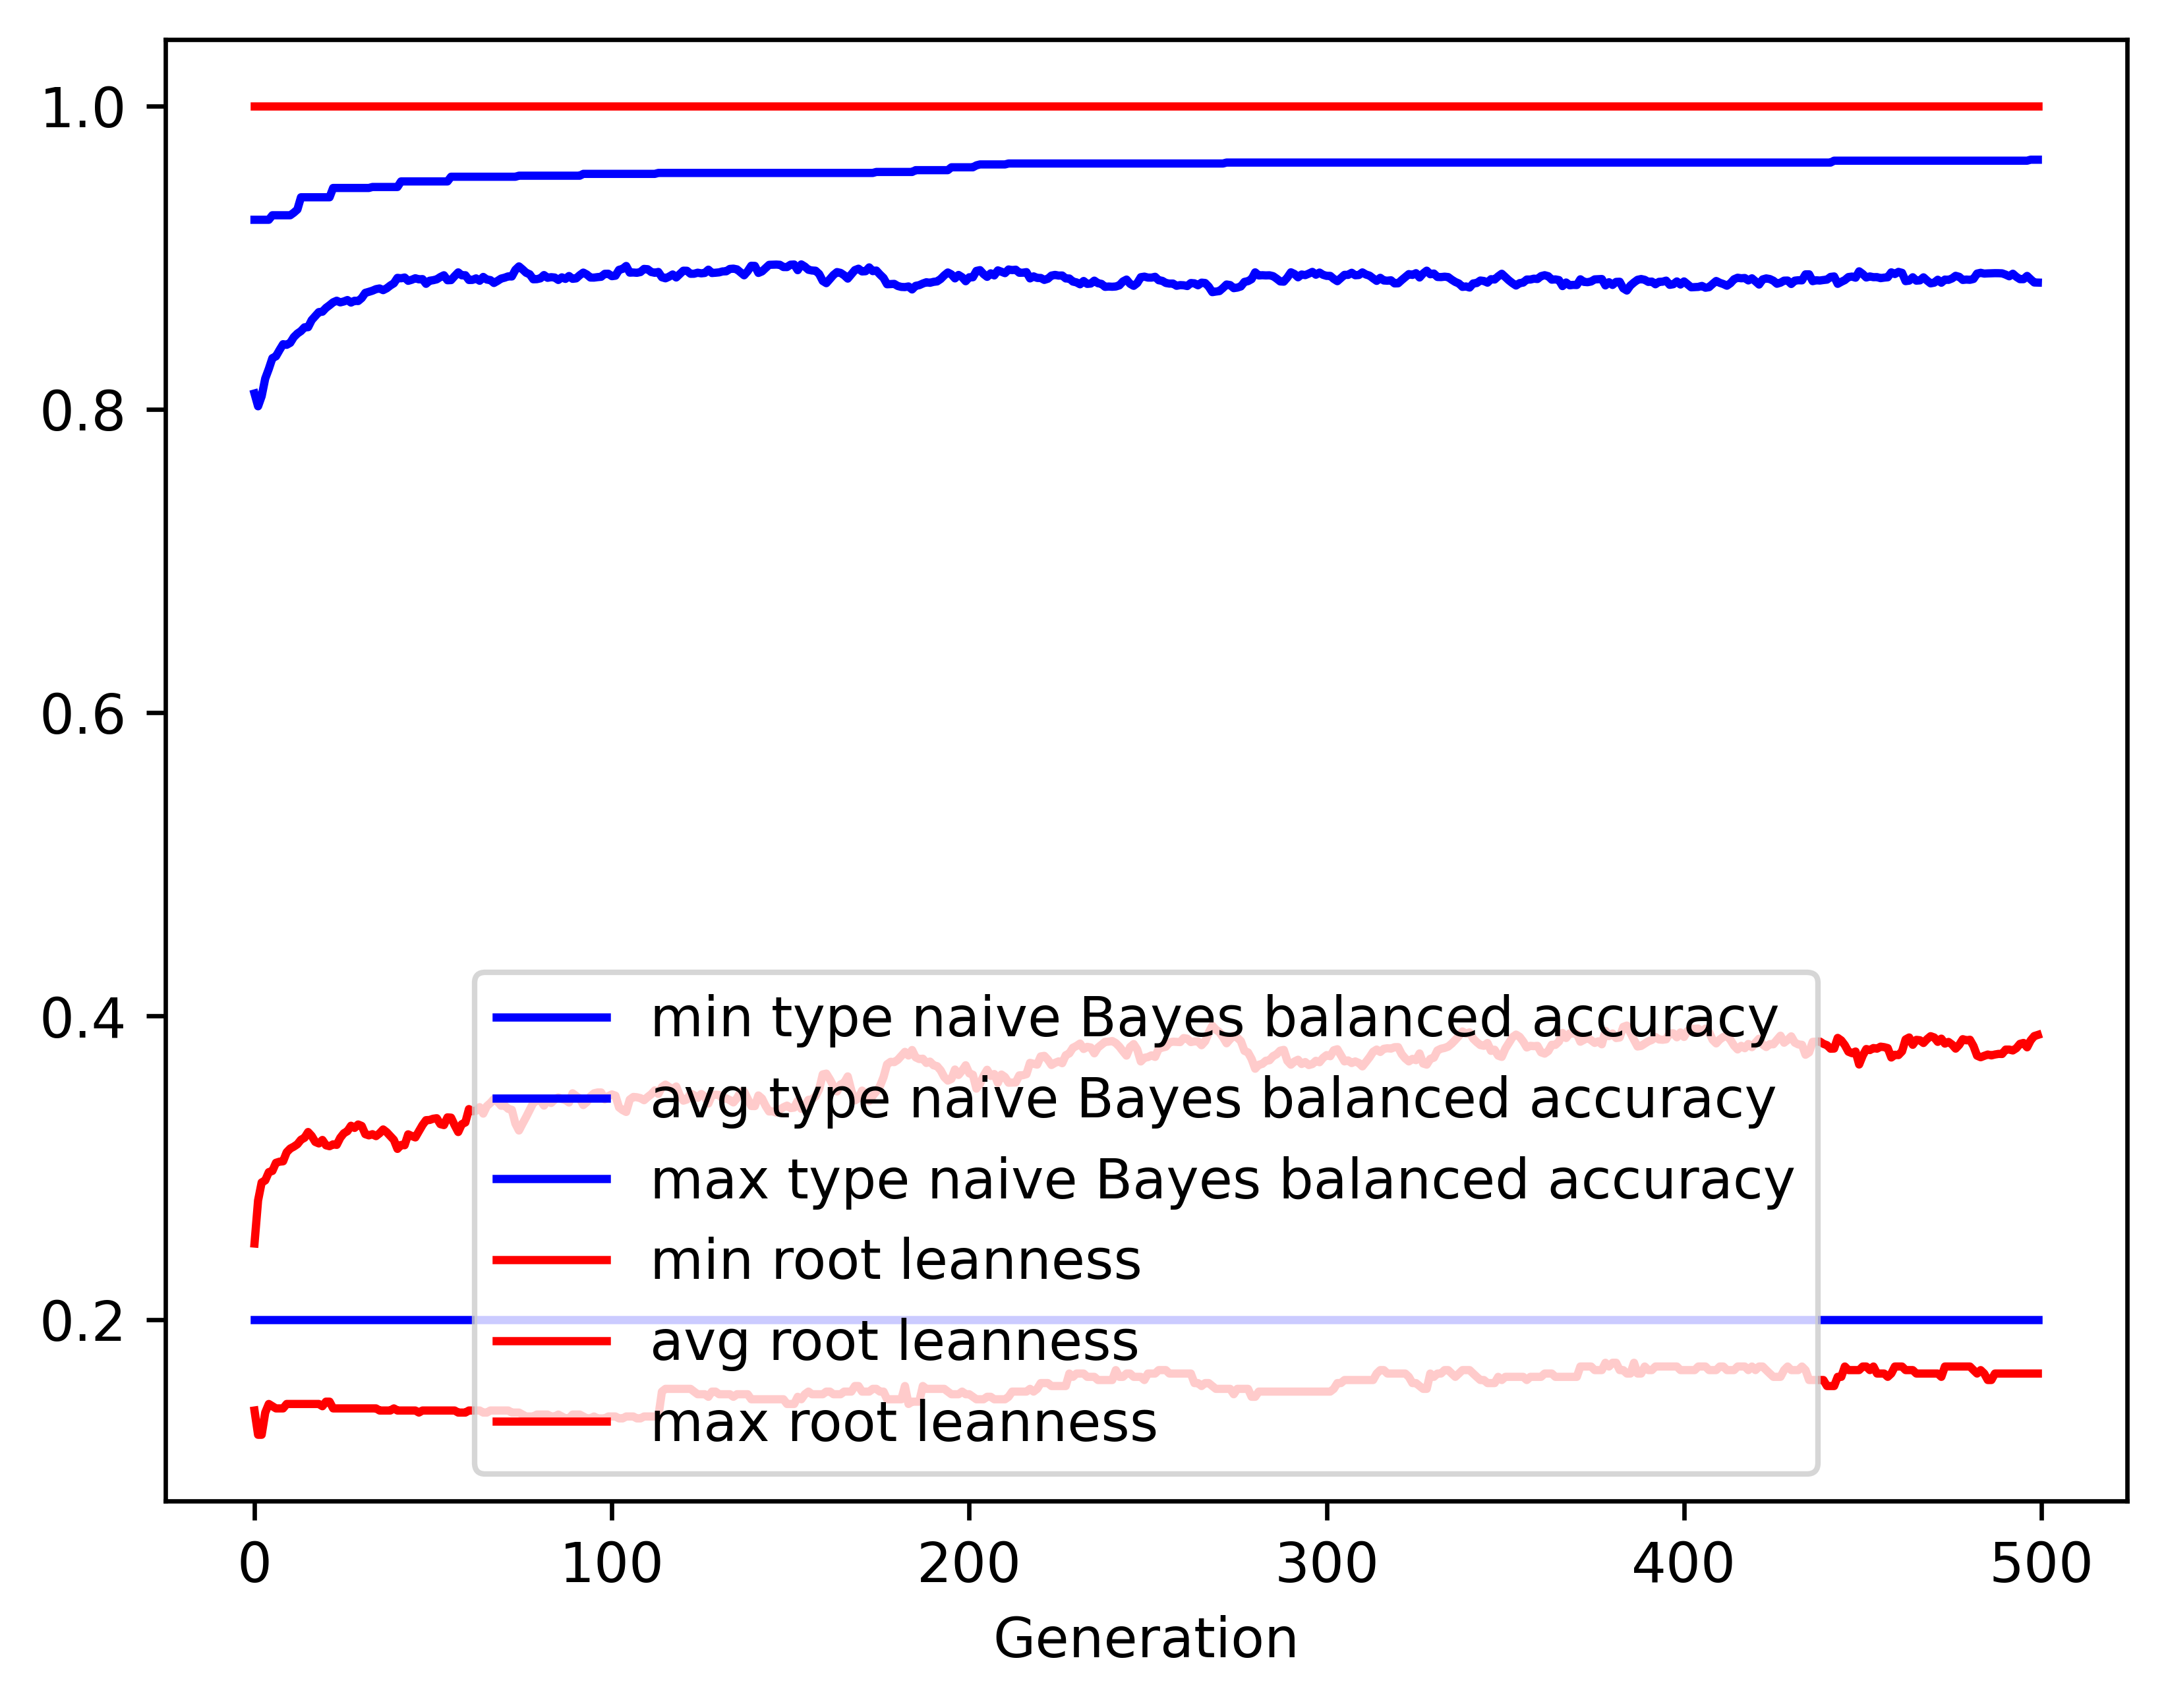 1.0
0.8
0.6
0.4
0.2
min type naive Bayes balanced accuracy
avg type naive Bayes balanced accuracy
max type naive Bayes balanced accuracy
min root leanness
avg root leanness
max root leanness
0 100 200 300 400 500
Generation